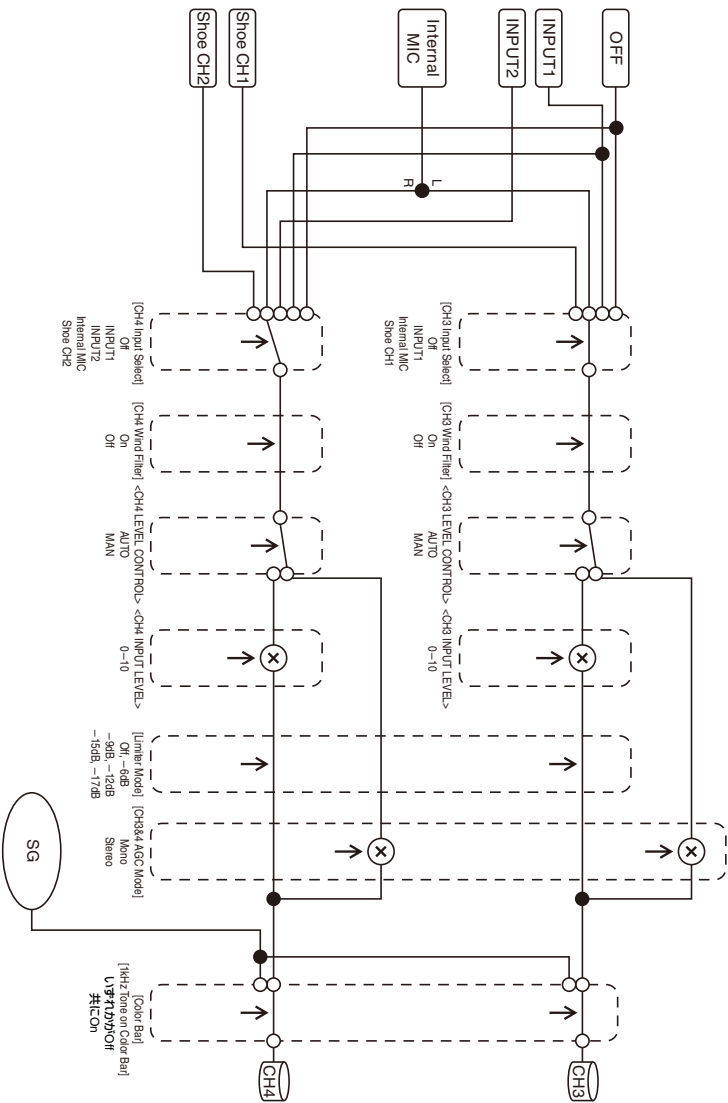 OFF
INPUT1
INPUT2
Internal
MIC
L
R
Shoe CH1
Shoe CH2
[CH3 Input Select]
Off
INPUT1
Internal MIC
Shoe CH1
[CH3 Wind Filter]
On
Off
<CH3 LEVEL CONTROL>
AUTO
MAN
<CH3 INPUT LEVEL>
0–10
CH3
[CH4 Input Select]
Off
INPUT1
INPUT2
Internal MIC
Shoe CH2
[CH4 Wind Filter]
On
Off
<CH4 LEVEL CONTROL>
AUTO
MAN
<CH4 INPUT LEVEL>
0–10
[Limiter Mode]
Off, –6dB
–9dB, –12dB
–15dB, –17dB
[CH3&4 AGC Mode]
Mono
Stereo
[Color Bar]
[1kHz Tone on Color Bar]
いずれかがOff
共にOn
CH4
SG